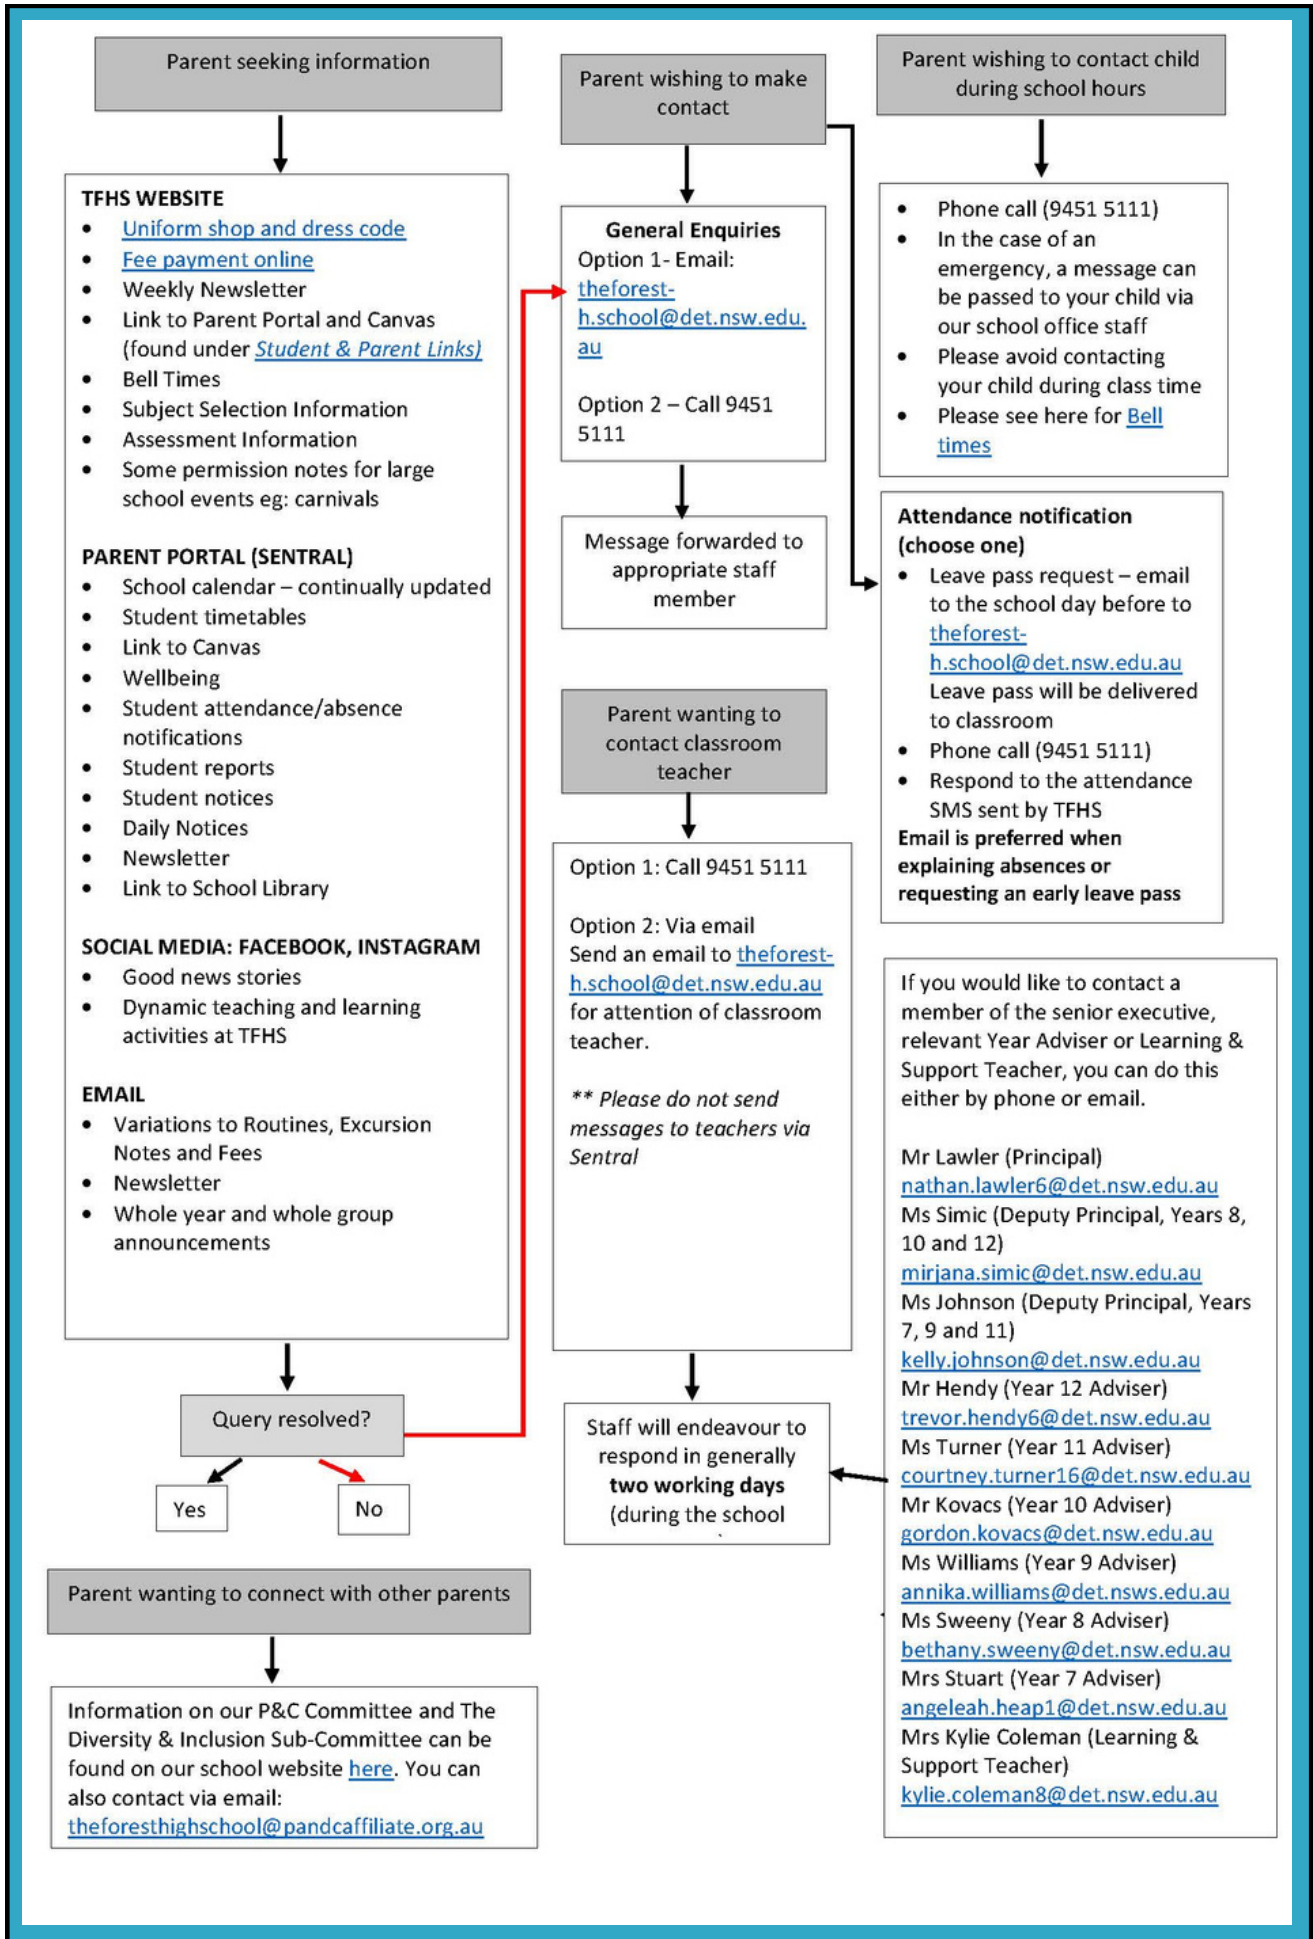 Parent seeking information
TFHS WEBSITE
• Uniform shop and dress code
• Fee payment online
• Weekly Newsletter
• Link to Parent Portal and Canvas
(found under Student & Parent Links)
• Bell Times
• Subject Selection Information
• Assessment Information
• Some permission notes for large
school events eg: carnivals
PARENT PORTAL (SENTRAL)
• School calendar – continually updated
• Student timetables
• Link to Canvas
• Wellbeing
• Student attendance/absence
notifications
• Student reports
• Student notices
• Daily Notices
• Newsletter
• Link to School Library
SOCIAL MEDIA: FACEBOOK, INSTAGRAM
• Good news stories
• Dynamic teaching and learning
activities at TFHS
EMAIL
• Variations to Routines, Excursion
Notes and Fees
• Newsletter
• Whole year and whole group
announcements
Query resolved?
Yes
No
Parent wanting to connect with other parents
Information on our P&C Committee and The
Diversity & Inclusion Sub-Committee can be
found on our school website here. You can
also contact via email:
theforesthighschool@pandcaffiliate.org.au
Parent wishing to make
contact
General Enquiries
Option 1- Email:
theforest-
h.school@det.nsw.edu.
au
Option 2 – Call 9451
5111
Message forwarded to
appropriate staff
member
Parent wanting to
contact classroom
teacher
Option 1: Call 9451 5111
Option 2: Via email
Send an email to theforest-
h.school@det.nsw.edu.au
for attention of classroom
teacher.
** Please do not send
messages to teachers via
Sentral
Staff will endeavour to
respond in generally
two working days
(during the school
Parent wishing to contact child
during school hours
• Phone call (9451 5111)
• In the case of an
emergency, a message can
be passed to your child via
our school office staff
• Please avoid contacting
your child during class time
• Please see here for Bell
times
Attendance notification
(choose one)
• Leave pass request – email
to the school day before to
theforest-
h.school@det.nsw.edu.au
Leave pass will be delivered
to classroom
• Phone call (9451 5111)
• Respond to the attendance
SMS sent by TFHS
Email is preferred when
explaining absences or
requesting an early leave pass
If you would like to contact a
member of the senior executive,
relevant Year Adviser or Learning &
Support Teacher, you can do this
either by phone or email.
Mr Lawler (Principal)
nathan.lawler6@det.nsw.edu.au
Ms Simic (Deputy Principal, Years 8,
10 and 12)
mirjana.simic@det.nsw.edu.au
Ms Johnson (Deputy Principal, Years
7, 9 and 11)
kelly.johnson@det.nsw.edu.au
Mr Hendy (Year 12 Adviser)
trevor.hendy6@det.nsw.edu.au
Ms Turner (Year 11 Adviser)
courtney.turner16@det.nsw.edu.au
Mr Kovacs (Year 10 Adviser)
gordon.kovacs@det.nsw.edu.au
Ms Williams (Year 9 Adviser)
annika.williams@det.nsws.edu.au
Ms Sweeny (Year 8 Adviser)
bethany.sweeny@det.nsw.edu.au
Mrs Stuart (Year 7 Adviser)
angeleah.heap1@det.nsw.edu.au
Mrs Kylie Coleman (Learning &
Support Teacher)
kylie.coleman8@det.nsw.edu.au